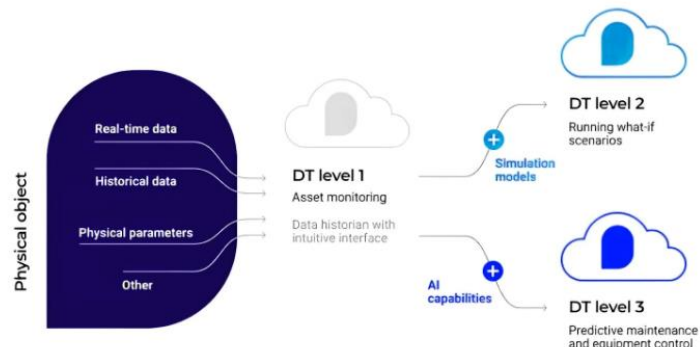 Physical object
Real-time data
Historical data
Physical parameters
Other
DT level 1
Asset monitoring
Data historian with
intuitive interface
Simulation
models
AI
capabilities
DT level 2
Running what-if
scenarios
DT level 3
Predictive maintenance
and equipment control